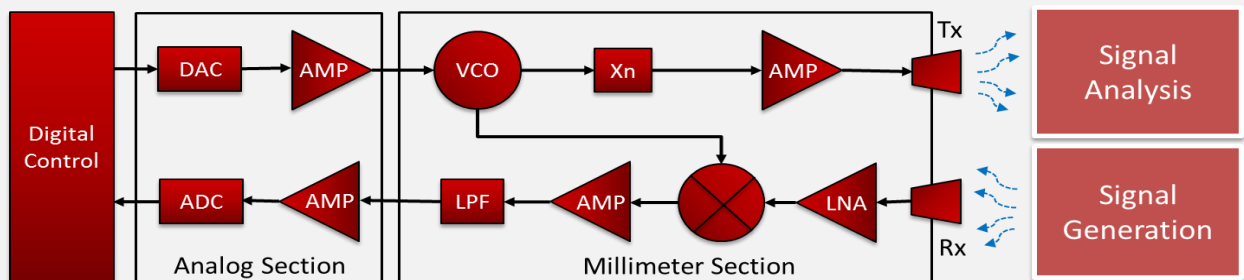 Tx
DAC
AMP
VCO
Xn
AMP
Signal
Analysis
Digital
Control
ADC
AMP
LPF
AMP
LNA
Rx
Signal
Generation
Analog Section
Millimeter Section